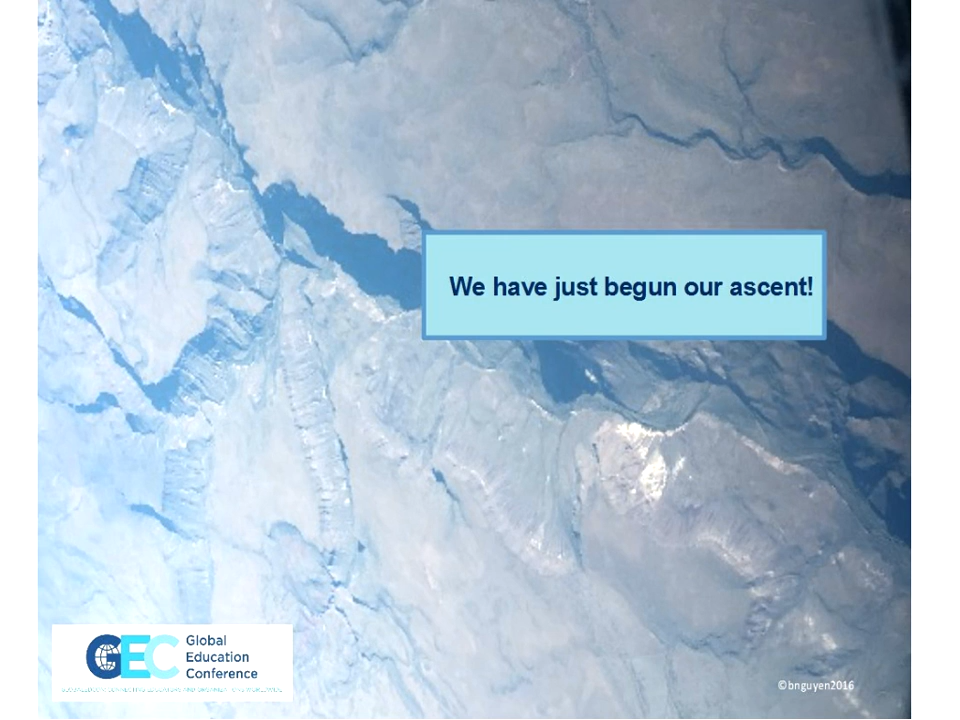 We have just begun our ascent!
GEC
Global
Education
Conference
©bnguyen2016